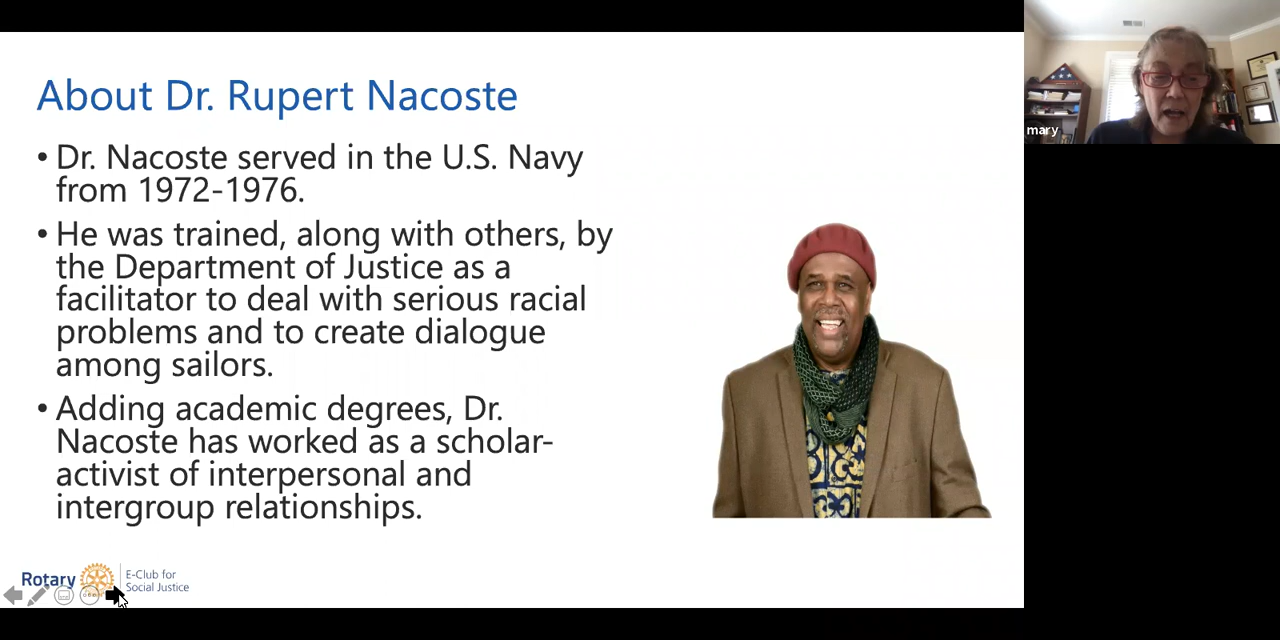 About Dr. Rupert Nacoste
• Dr. Nacoste served in the U.S. Navy
from 1972-1976.
• He was trained, along with others, by
the Department of Justice as a
facilitator to deal with serious racial
problems and to create dialogue
among sailors.
• Adding academic degrees, Dr.
Nacoste has worked as a scholar-
activist of interpersonal and
intergroup relationships.
Rotary
E-Club for
Social Justice
mary